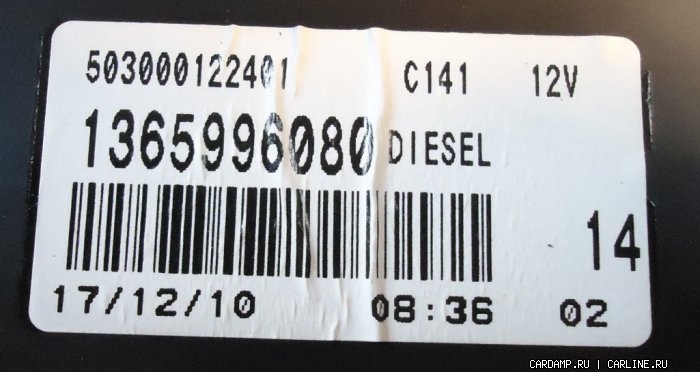 503000122401 C141 12V
1365996080 DIESEL
14
17/12/10 08:36 02
CARDAMP.RU | CARLINE.RU